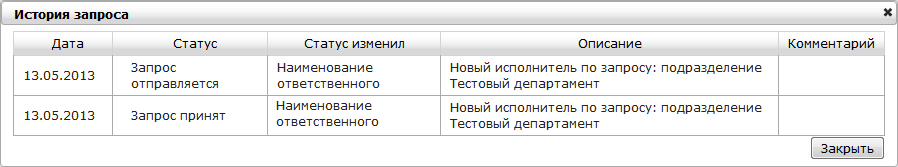 История запроса
Дата Статус Статус изменил Описание Комментарий
13.05.2013 Запрос отправляется Наименование ответственного Новый исполнитель по запросу: подразделение Тестовый департамент
13.05.2013 Запрос принят Наименование ответственного Новый исполнитель по запросу: подразделение Тестовый департамент
Закрыть